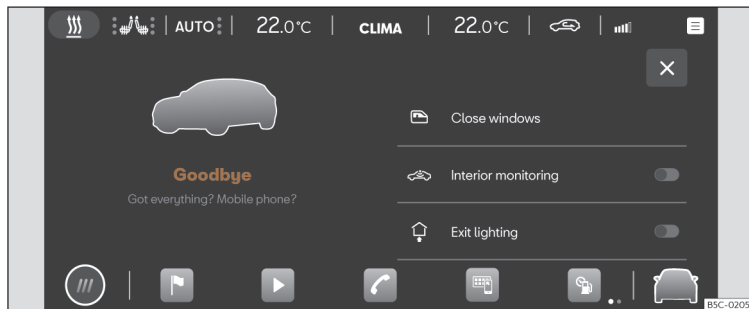 AUTO 22.0°C CLIMA 22.0°C
Close windows
Goodbye
Interior monitoring
Got everything? Mobile phone?
Exit lighting
B5C-0205